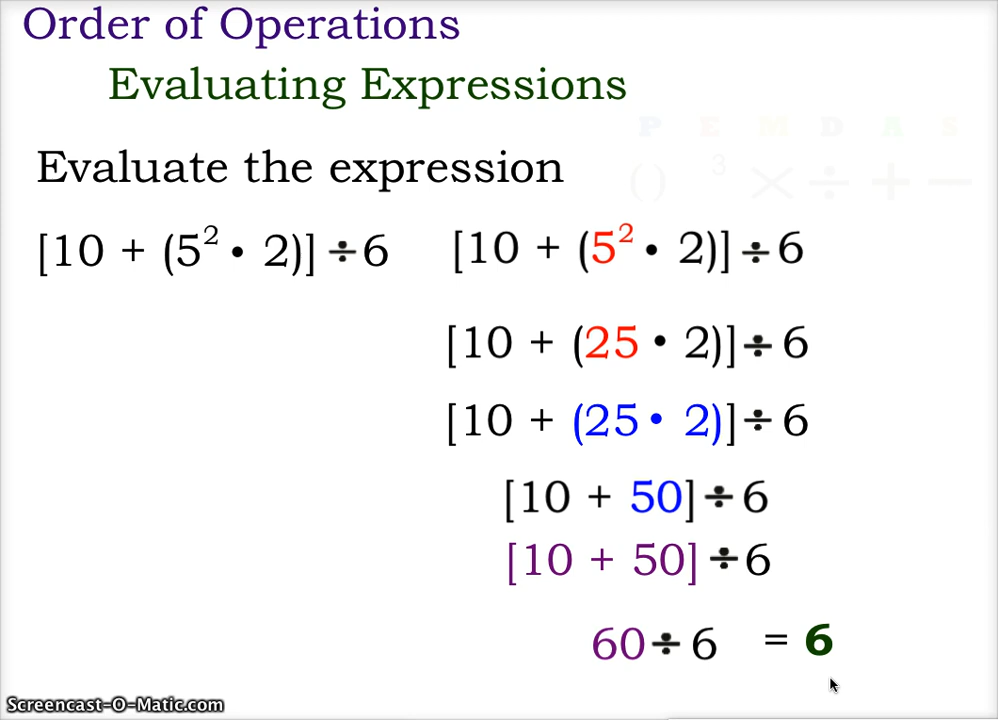 Order of Operations
Evaluating Expressions
P E M D A S
() ³ × ÷ + −
Evaluate the expression
[10 + (5² • 2)] ÷ 6 [10 + (5² • 2)] ÷ 6
[10 + (25 • 2)] ÷ 6
[10 + (25 • 2)] ÷ 6
[10 + 50] ÷ 6
[10 + 50] ÷ 6
60 ÷ 6 = 6
Screencast-O-Matic.com